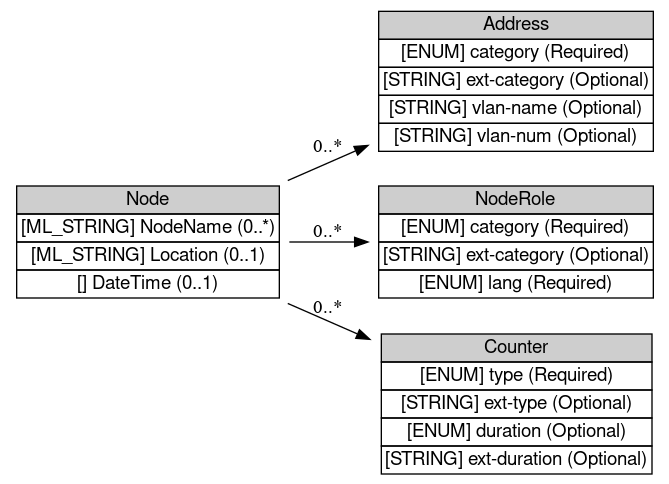 Node
[ML_STRING] NodeName (0..*)
[ML_STRING] Location (0..1)
[] DateTime (0..1)
0..*
0..*
0..*
Address
[ENUM] category (Required)
[STRING] ext-category (Optional)
[STRING] vlan-name (Optional)
[STRING] vlan-num (Optional)
NodeRole
[ENUM] category (Required)
[STRING] ext-category (Optional)
[ENUM] lang (Required)
Counter
[ENUM] type (Required)
[STRING] ext-type (Optional)
[ENUM] duration (Optional)
[STRING] ext-duration (Optional)